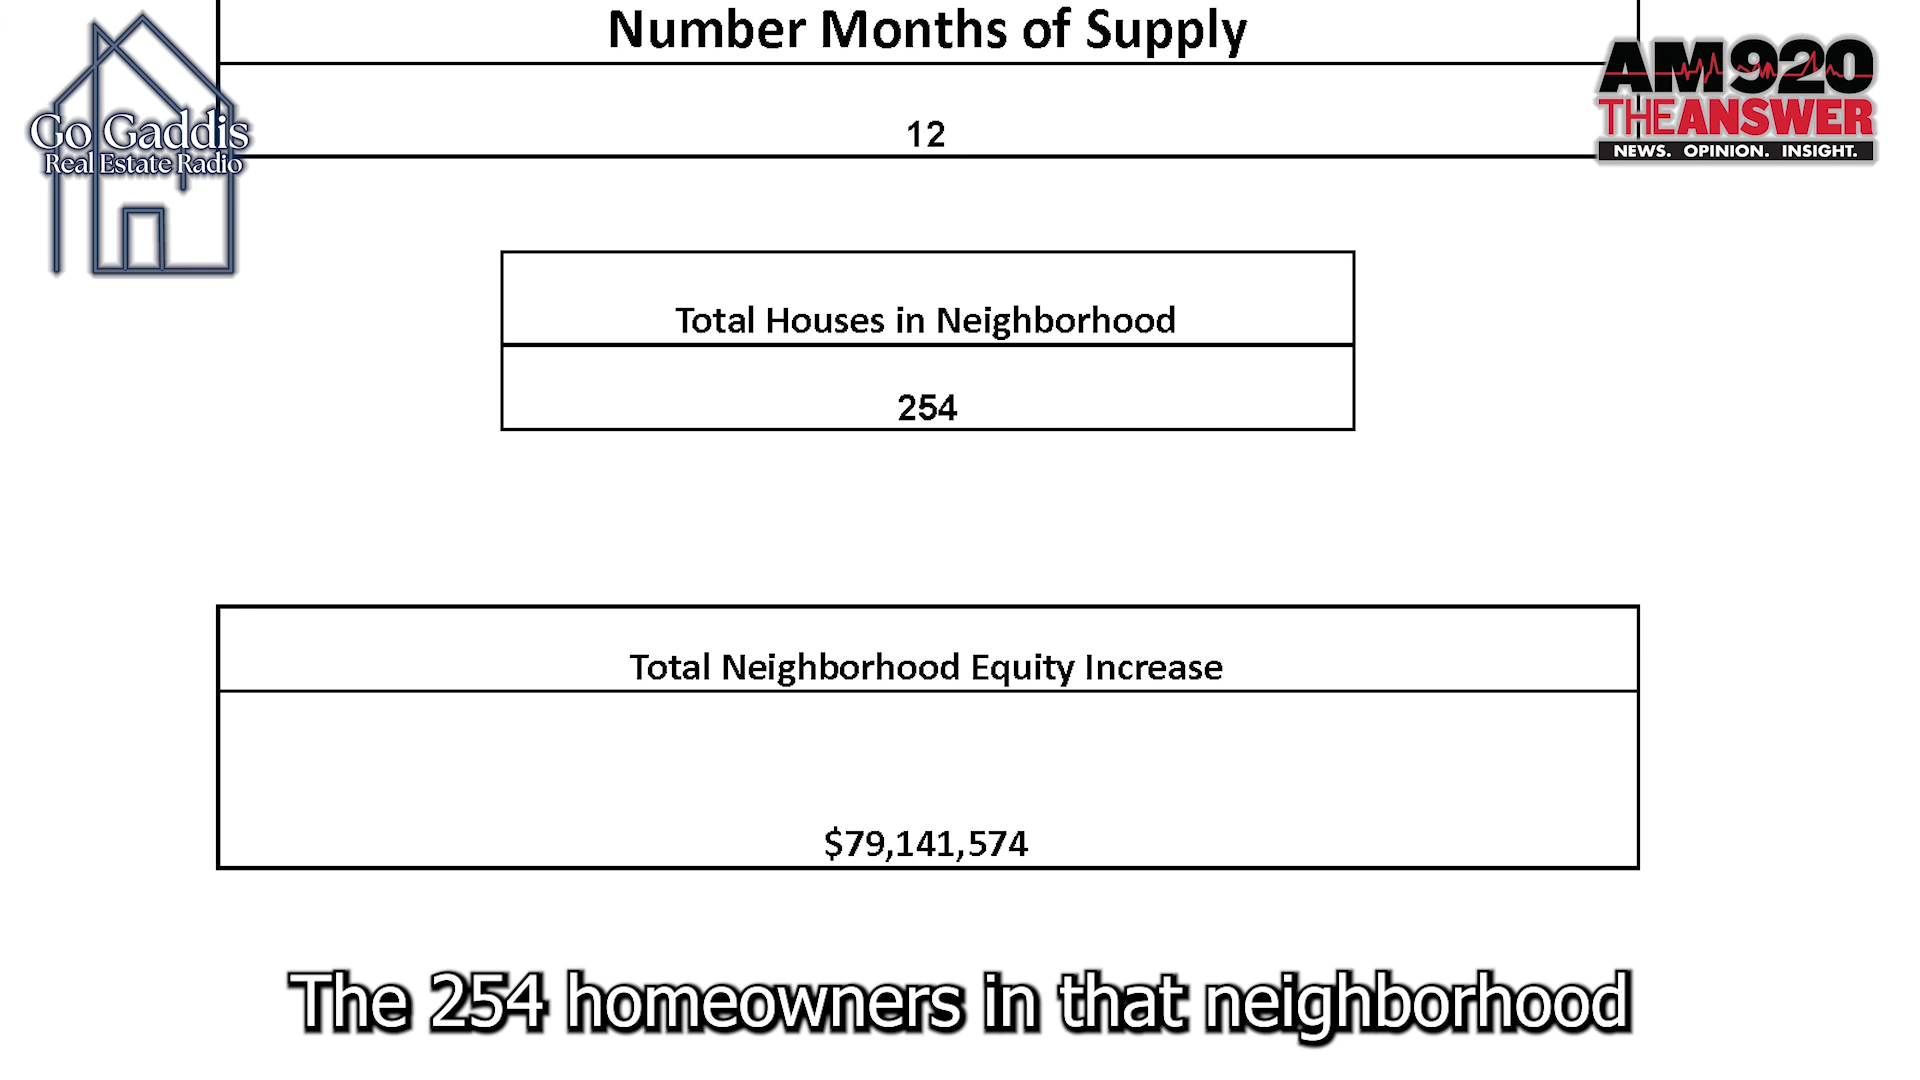 Number Months of Supply
12
Go Gaddis
Real Estate Radio
AM920
THE ANSWER
NEWS. OPINION. INSIGHT.
Total Houses in Neighborhood
254
Total Neighborhood Equity Increase
$79,141,574
The 254 homeowners in that neighborhood